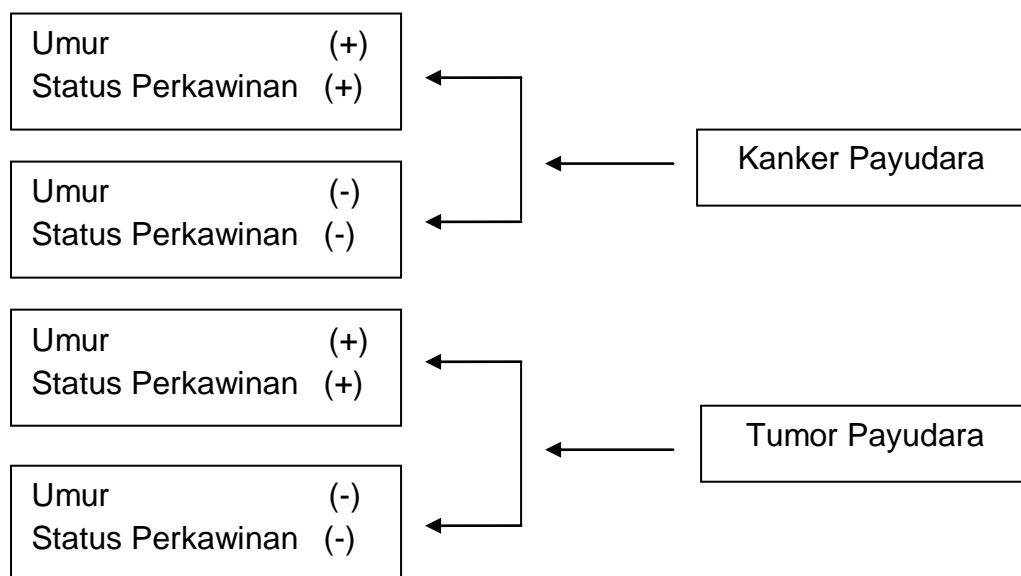 Umur (+)
Status Perkawinan (+)
Kanker Payudara
Umur (-)
Status Perkawinan (-)
Umur (+)
Status Perkawinan (+)
Tumor Payudara
Umur (-)
Status Perkawinan (-)